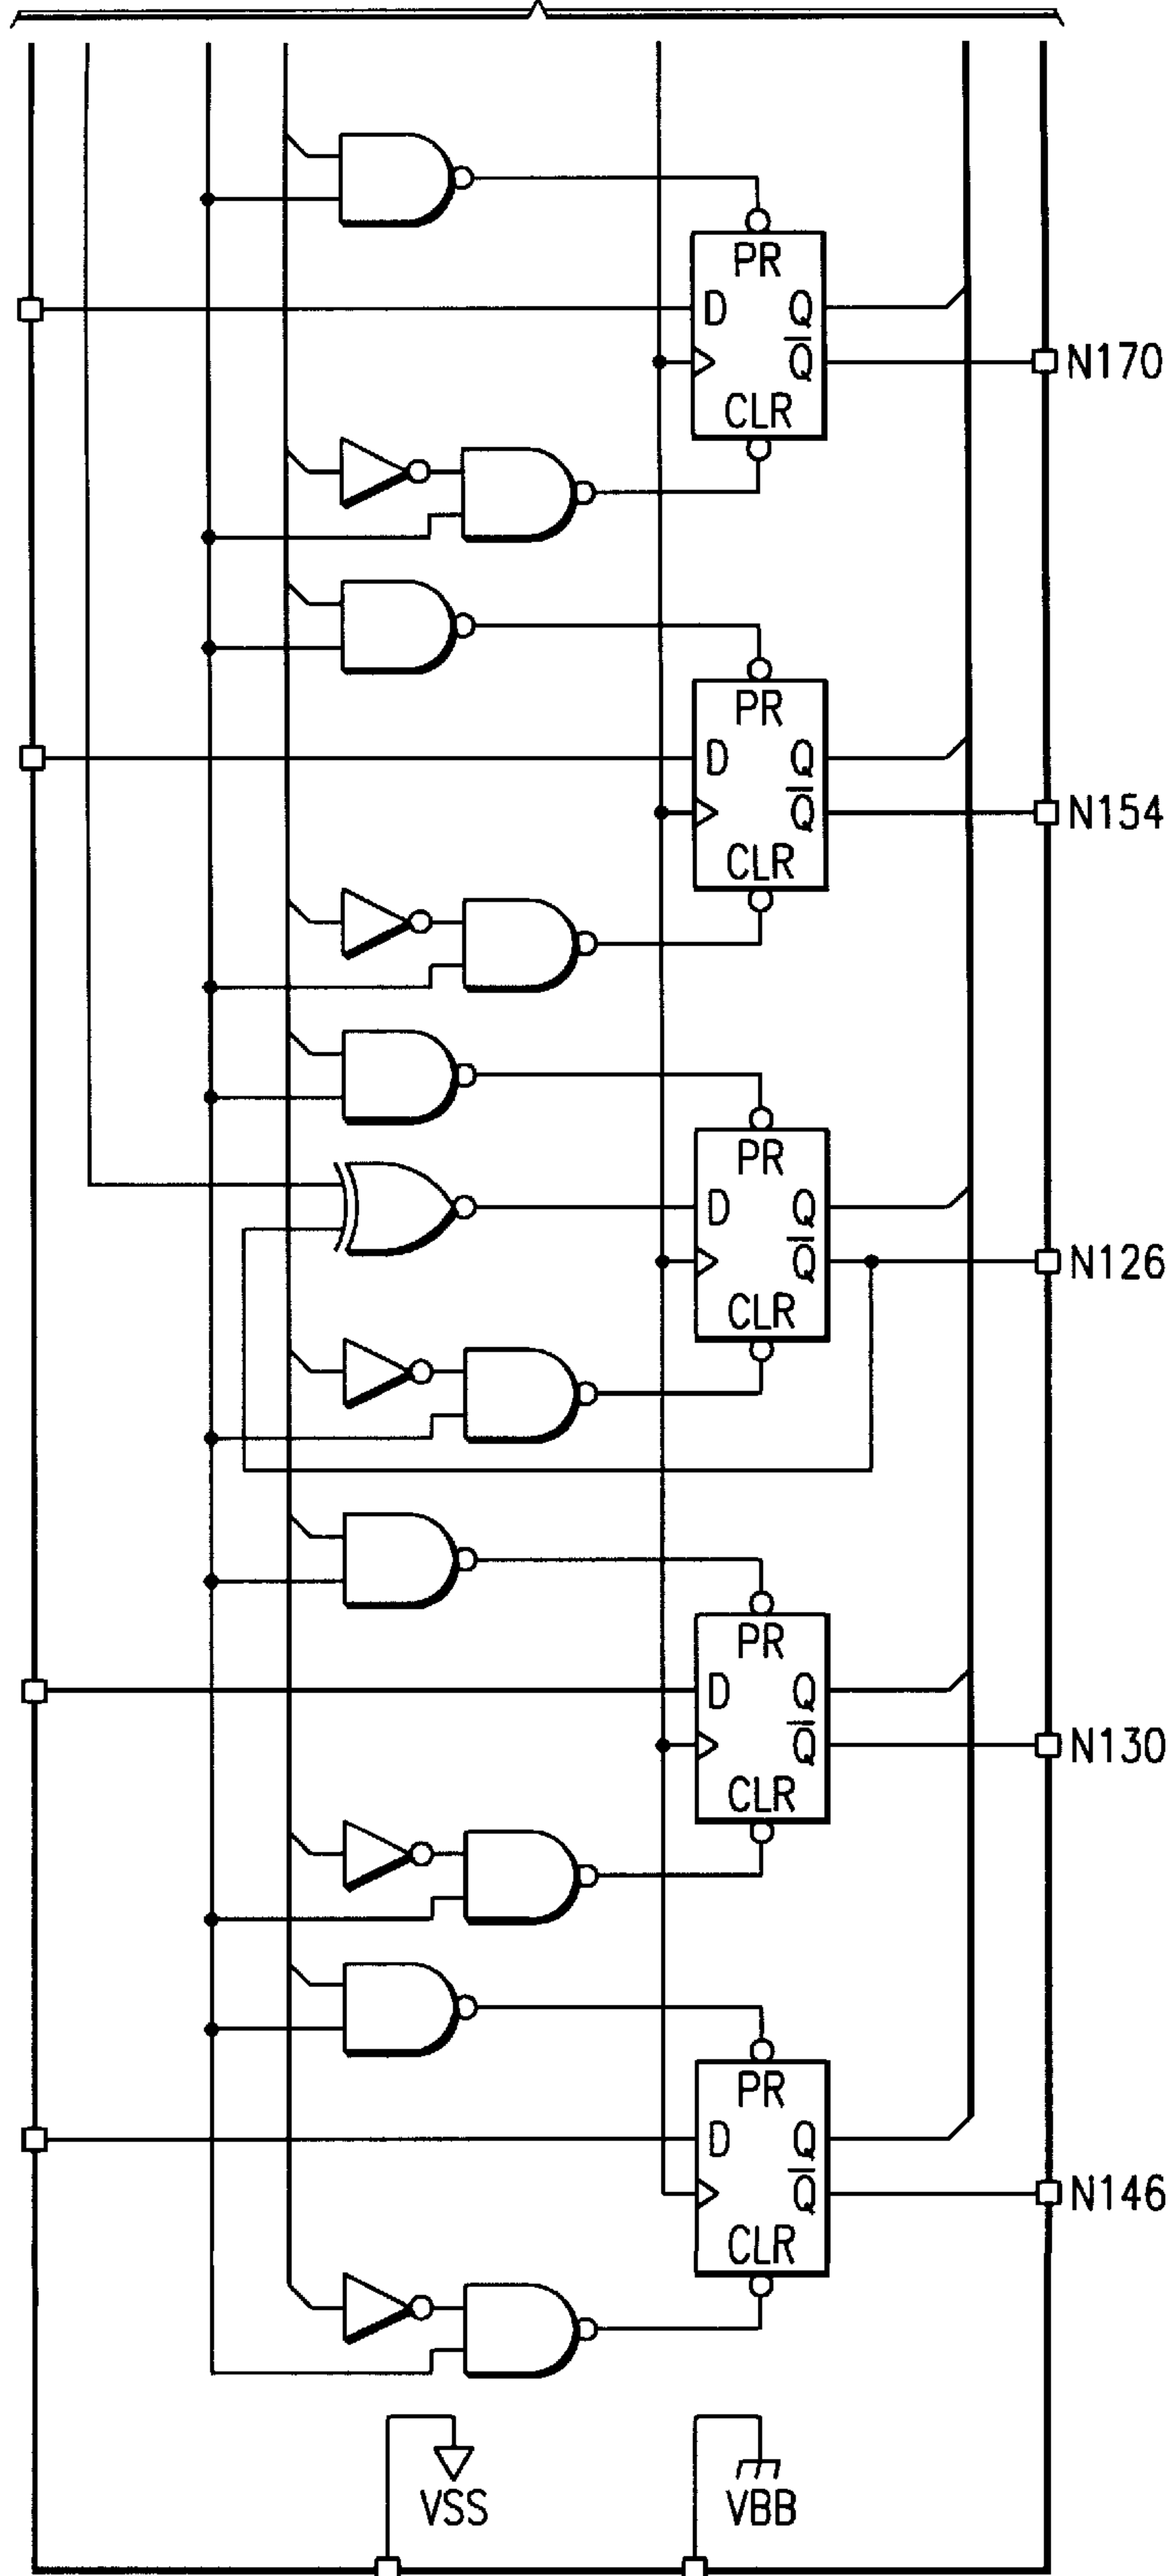 PR
D Q
Q̅ N170
CLR
PR
D Q
Q̅ N154
CLR
PR
D Q
Q̅ N126
CLR
PR
D Q
Q̅ N130
CLR
PR
D Q
Q̅ N146
CLR
VSS VBB